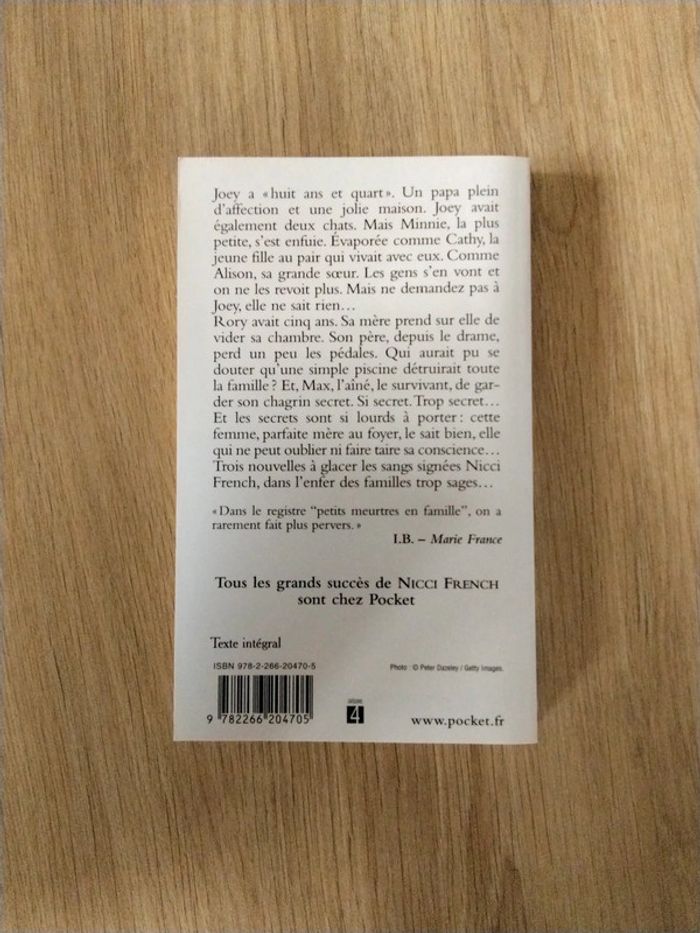 Joey a « huit ans et quart ». Un papa plein
d'affection et une jolie maison. Joey avait
également deux chats. Mais Minnie, la plus
petite, s'est enfuie. Évaporée comme Cathy, la
jeune fille au pair qui vivait avec eux. Comme
Alison, sa grande sœur. Les gens s'en vont et
on ne les revoit plus. Mais ne demandez pas à
Joey, elle ne sait rien…
Rory avait cinq ans. Sa mère prend sur elle de
vider sa chambre. Son père, depuis le drame,
perd un peu les pédales. Qui aurait pu se
douter qu'une simple piscine détruirait toute
la famille ? Et, Max, l'aîné, le survivant, de gar-
der son chagrin secret. Si secret. Trop secret…
Et les secrets sont si lourds à porter : cette
femme, parfaite mère au foyer, le sait bien, elle
qui ne peut oublier ni faire taire sa conscience…
Trois nouvelles à glacer les sangs signées Nicci
French, dans l'enfer des familles trop sages…
« Dans le registre “petits meurtres en famille”, on a
rarement fait plus pervers. »
I.B. – Marie France
Tous les grands succès de NICCI FRENCH
sont chez Pocket
Texte intégral
ISBN 978-2-266-20470-5
Photo : © Peter Dazeley / Getty Images.
9 782266 204705
4
www.pocket.fr